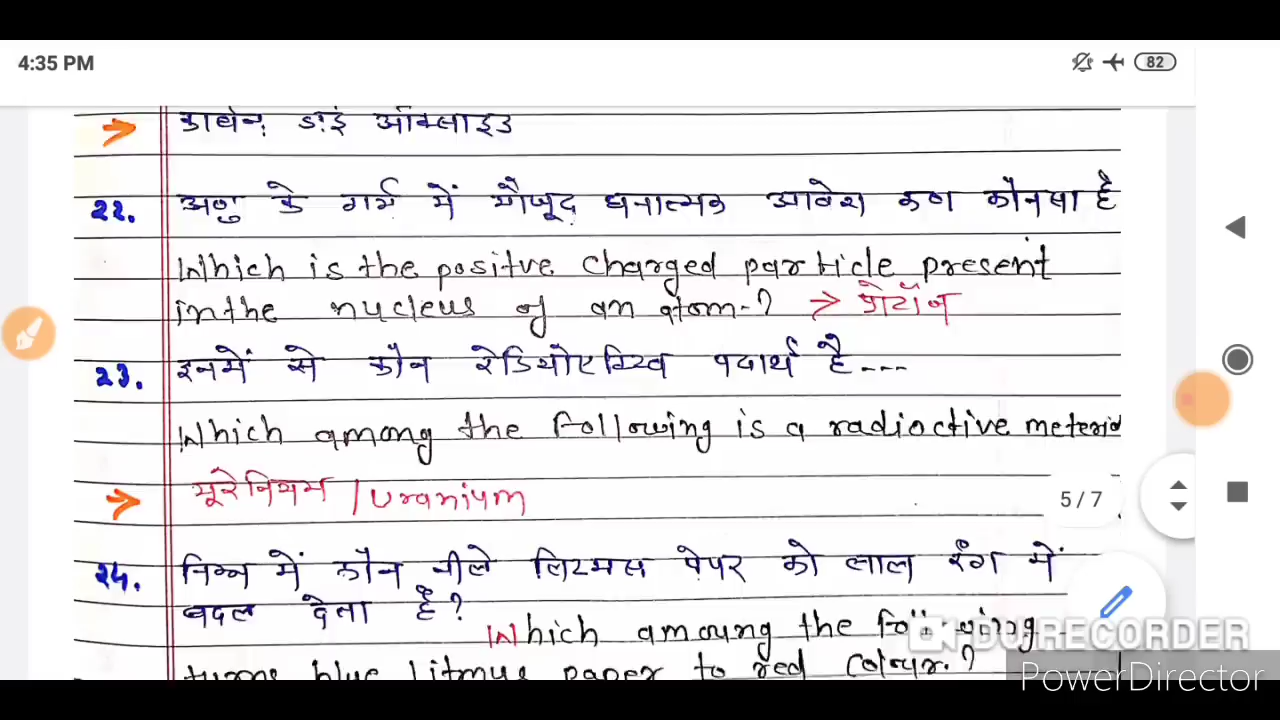 4:35 PM
82
कार्बन डाई ऑक्साइड
22. अणु के गर्भ में मौजूद धनात्मक आवेश कण कौनसा है
Which is the positve charged particle present
in the nucleus of an atom-? > प्रोटॉन
23. इनमें से कौन रेडियोएक्टिव पदार्थ है---
Which among the following is a radioctive meterial
यूरेनियम / Uranium
5 / 7
24. निम्न में कौन नीले लिटमस पेपर को लाल रंग में
बदल देता है?
Which among the following
turns blue litmus paper to red colour.?
DU RECORDER
PowerDirector